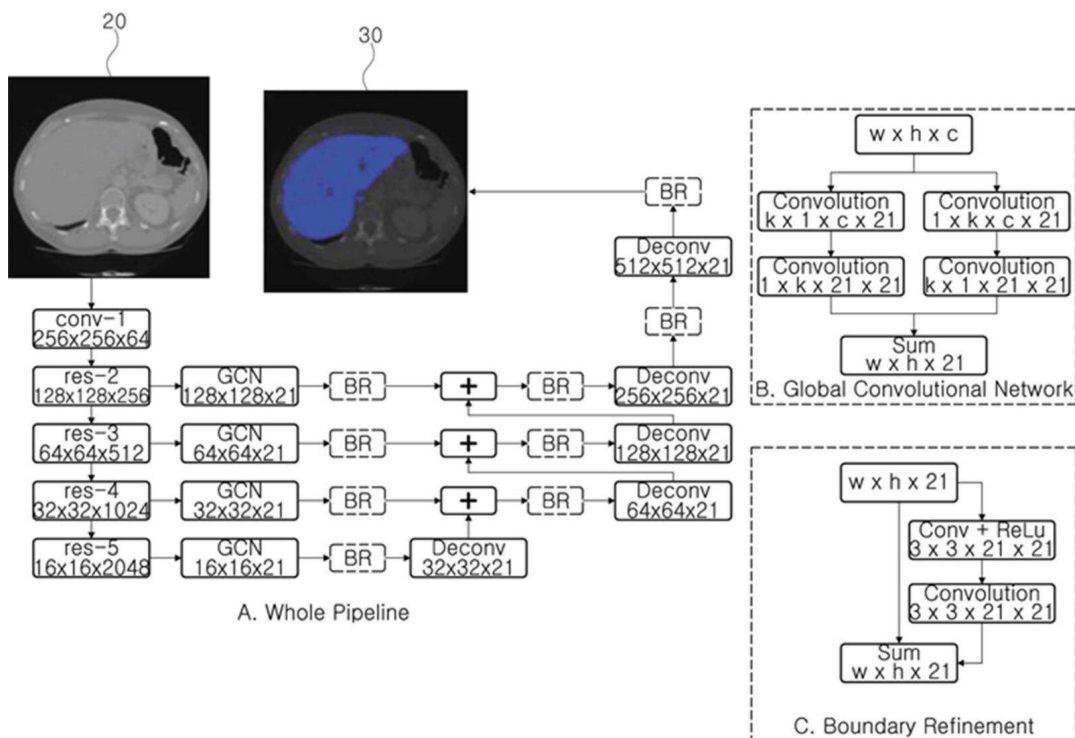 20
30
conv-1
256x256x64
res-2
128x128x256
GCN
128x128x21
BR
+
BR
Deconv
256x256x21
BR
Deconv
512x512x21
BR
res-3
64x64x512
GCN
64x64x21
BR
+
BR
Deconv
128x128x21
res-4
32x32x1024
GCN
32x32x21
BR
+
BR
Deconv
64x64x21
res-5
16x16x2048
GCN
16x16x21
BR
Deconv
32x32x21
A. Whole Pipeline
w x h x c
Convolution
k x 1 x c x 21
Convolution
1 x k x c x 21
Convolution
1 x k x 21 x 21
Convolution
k x 1 x 21 x 21
Sum
w x h x 21
B. Global Convolutional Network
w x h x 21
Conv + ReLu
3 x 3 x 21 x 21
Convolution
3 x 3 x 21 x 21
Sum
w x h x 21
C. Boundary Refinement